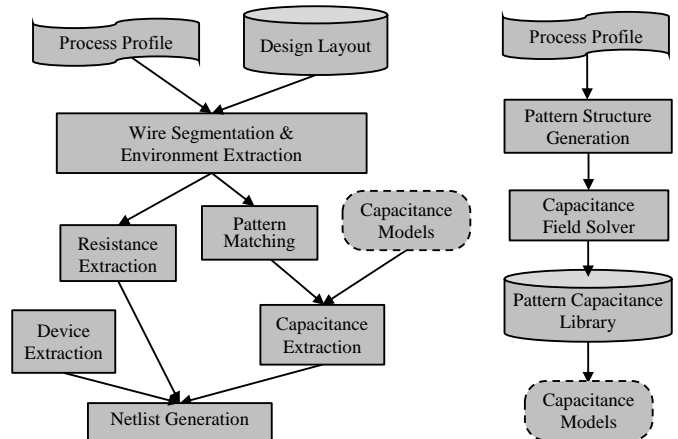 Process Profile
Design Layout
Wire Segmentation &
Environment Extraction
Resistance
Extraction
Pattern
Matching
Capacitance
Models
Device
Extraction
Capacitance
Extraction
Netlist Generation
Process Profile
Pattern Structure
Generation
Capacitance
Field Solver
Pattern Capacitance
Library
Capacitance
Models